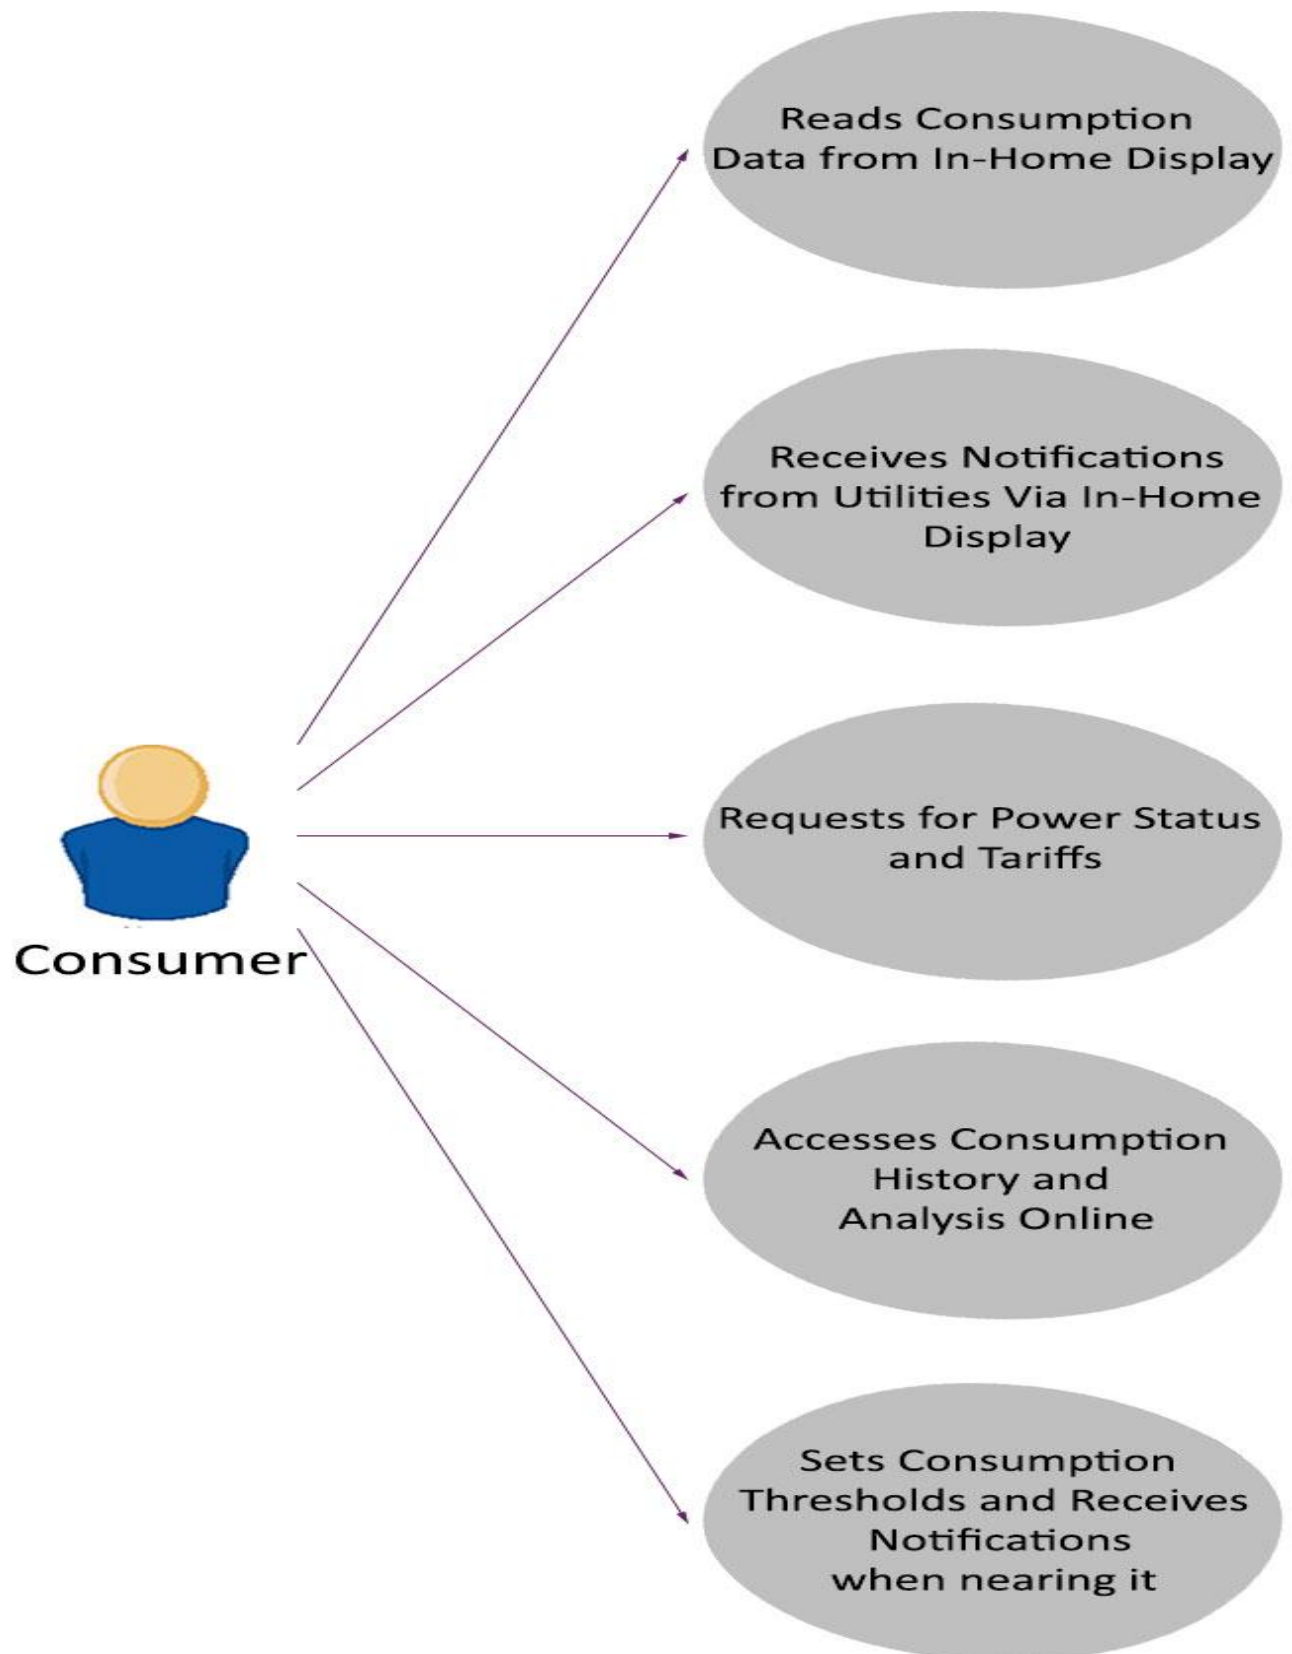 Reads Consumption
Data from In-Home Display
Receives Notifications
from Utilities Via In-Home
Display
Requests for Power Status
and Tariffs
Consumer
Accesses Consumption
History and
Analysis Online
Sets Consumption
Thresholds and Receives
Notifications
when nearing it